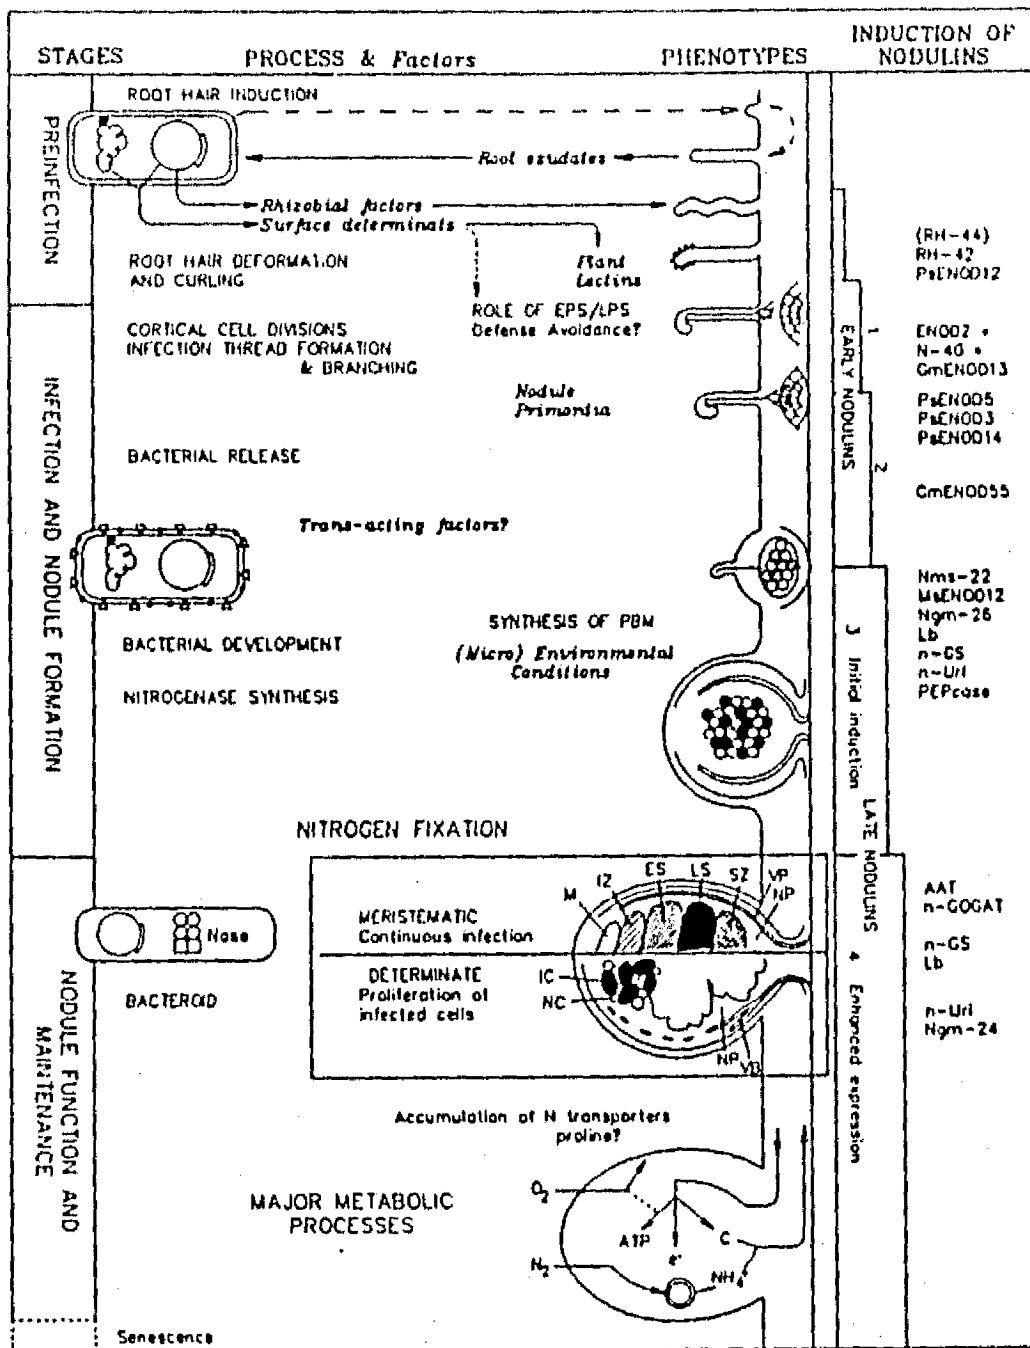 STAGES
PROCESS & Factors
PHENOTYPES
INDUCTION OF
NODULINS
PREINFECTION
ROOT HAIR INDUCTION
Root exudates
Rhizobial factors
Surface determinals
ROOT HAIR DEFORMATION
AND CURLING
Plant
Lectins
(RH-44)
RH-42
PsENOD12
INFECTION AND NODULE FORMATION
ROLE OF EPS/LPS
Defense Avoidance?
CORTICAL CELL DIVISIONS
INFECTION THREAD FORMATION
& BRANCHING
Nodule
Primordia
1
EARLY NODULINS
2
ENOD2 *
N-40 *
GmENOD13
PsENOD5
PsENOD3
PsENOD14
GmENOD55
BACTERIAL RELEASE
Trans-acting factors?
SYNTHESIS OF PBM
(Micro) Environmental
Conditions
BACTERIAL DEVELOPMENT
NITROGENASE SYNTHESIS
3 Initial induction
LATE NODULINS
Nms-22
MsENOD12
Ngm-26
Lb
n-GS
n-Uri
PEPcase
NITROGEN FIXATION
NODULE FUNCTION AND
MAINTENANCE
Nase
BACTEROID
MERISTEMATIC
Continuous infection
M
IZ
ES
LS
SZ
VP
NP
DETERMINATE
Proliferation of
infected cells
IC
NC
NP
VB
4 Enhanced expression
AAT
n-GOGAT
n-GS
Lb
n-Uri
Ngm-24
Accumulation of N transporters
proline?
MAJOR METABOLIC
PROCESSES
O2
ATP
e-
C
N2
NH4
Senescence